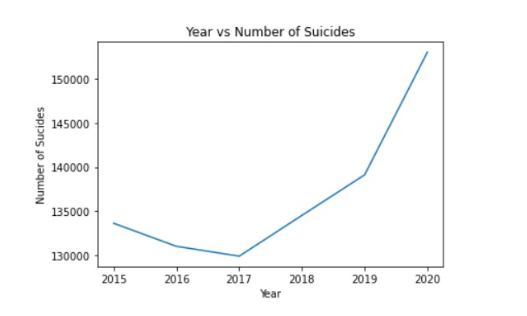 Year vs Number of Suicides
150000
145000
140000
135000
130000
Number of Sucides
2015 2016 2017 2018 2019 2020
Year